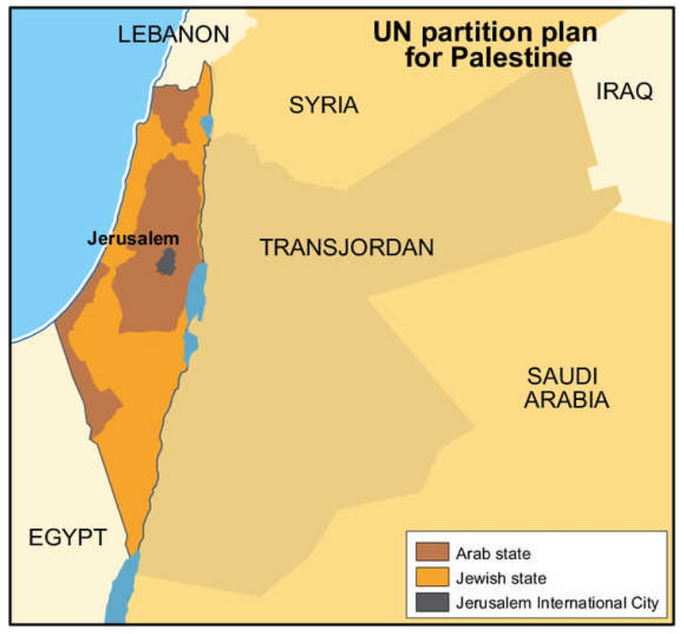 LEBANON
UN partition plan
for Palestine
SYRIA
IRAQ
Jerusalem
TRANSJORDAN
SAUDI
ARABIA
EGYPT
Arab state
Jewish state
Jerusalem International City